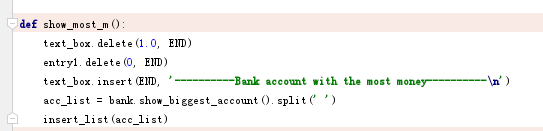 def show_most_m():
    text_box.delete(1.0, END)
    entry1.delete(0, END)
    text_box.insert(END, '----------Bank account with the most money----------\n')
    acc_list = bank.show_biggest_account().split(' ')
    insert_list(acc_list)